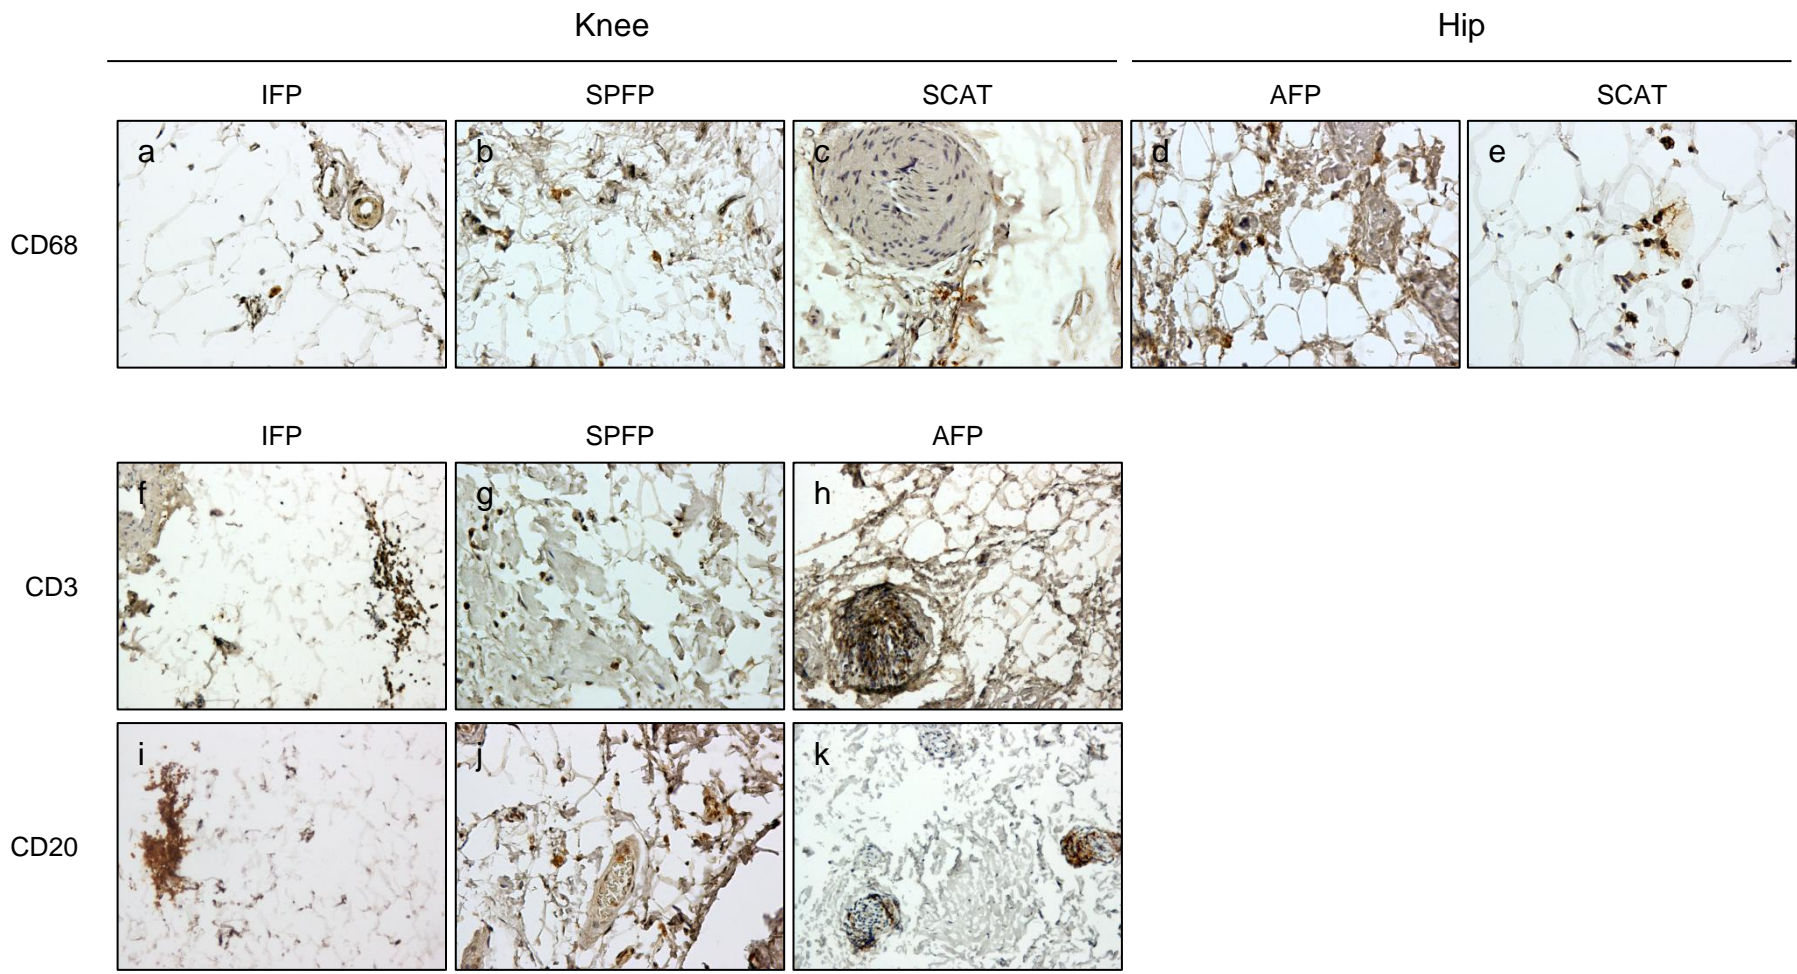 Knee Hip
IFP SPFP SCAT AFP SCAT
CD68 a b c d e
IFP SPFP AFP
CD3 f g h
CD20 i j k